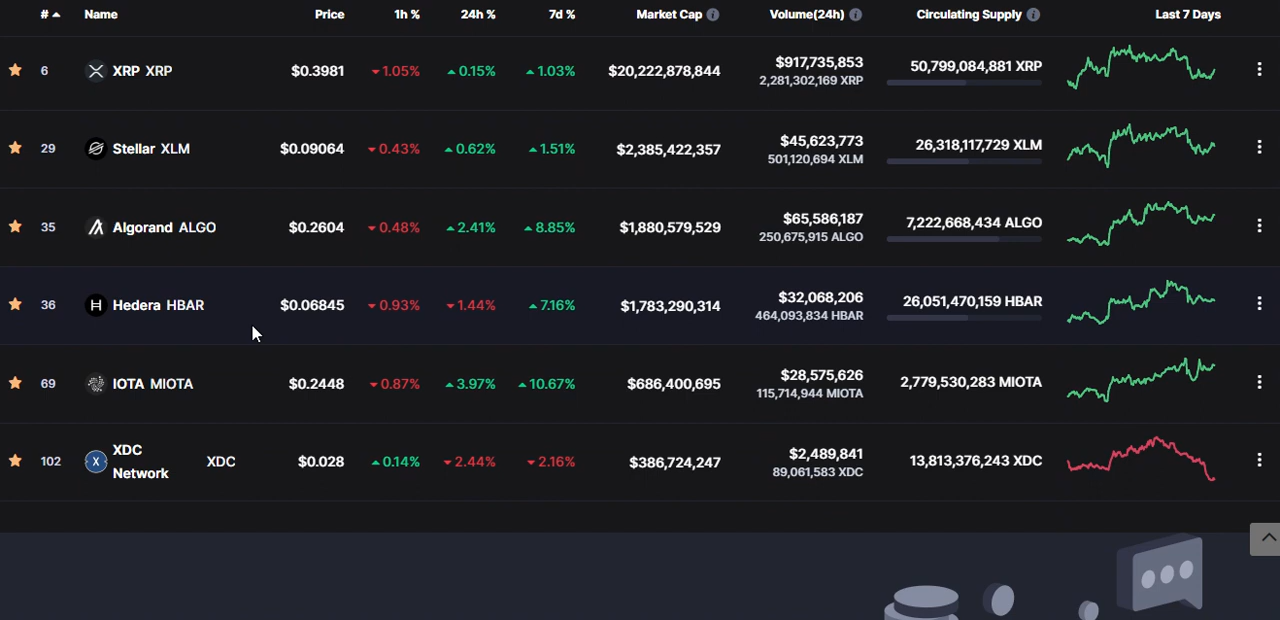 # Name Price 1h % 24h % 7d % Market Cap Volume(24h) Circulating Supply Last 7 Days
6 XRP XRP $0.3981 1.05% 0.15% 1.03% $20,222,878,844 $917,735,853 50,799,084,881 XRP
2,281,302,169 XRP
29 Stellar XLM $0.09064 0.43% 0.62% 1.51% $2,385,422,357 $45,623,773 26,318,117,729 XLM
501,120,694 XLM
35 Algorand ALGO $0.2604 0.48% 2.41% 8.85% $1,880,579,529 $65,586,187 7,222,668,434 ALGO
250,675,915 ALGO
36 Hedera HBAR $0.06845 0.93% 1.44% 7.16% $1,783,290,314 $32,068,206 26,051,470,159 HBAR
464,093,834 HBAR
69 IOTA MIOTA $0.2448 0.87% 3.97% 10.67% $686,400,695 $28,575,626 2,779,530,283 MIOTA
115,714,944 MIOTA
102 XDC Network XDC $0.028 0.14% 2.44% 2.16% $386,724,247 $2,489,841 13,813,376,243 XDC
89,061,583 XDC